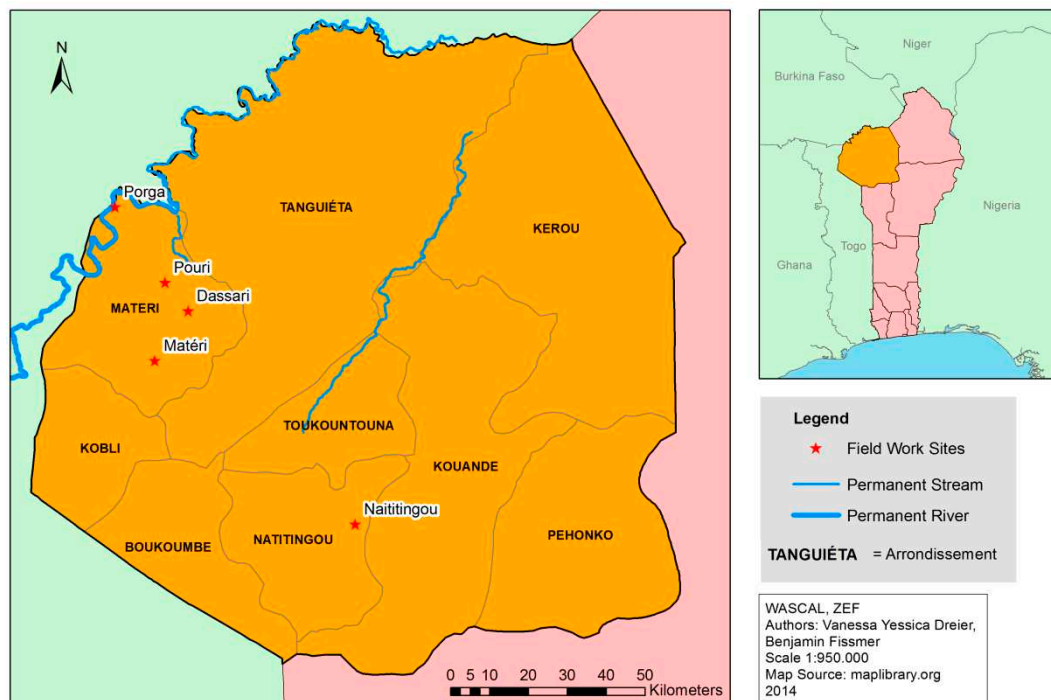 N
Porga
TANGUIÉTA
KEROU
Pouri
Dassari
MATERI
Matéri
TOUKOUNTOUNA
KOBLI
KOUANDE
Naititingou
BOUKOUMBE
NATITINGOU
PEHONKO
0 5 10 20 30 40 50
Kilometers
Niger
Burkina Faso
Nigeria
Togo
Ghana
Legend
Field Work Sites
Permanent Stream
Permanent River
TANGUIÉTA = Arrondissement
WASCAL, ZEF
Authors: Vanessa Yessica Dreier,
Benjamin Fissmer
Scale 1:950.000
Map Source: maplibrary.org
2014